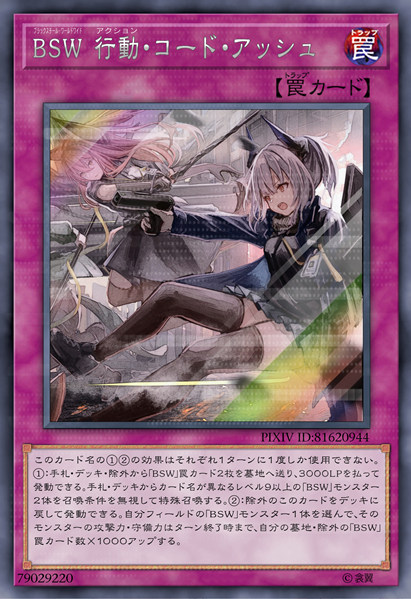 ブラックスチール・ワールドワイド アクション
BSW 行動・コード・アッシュ
トラップ
罠
トラップ
【罠カード】
PIXIV ID:81620944
このカード名の①②の効果はそれぞれ1ターンに1度しか使用できない。
①:手札・デッキ・除外から「BSW」罠カード2枚を墓地へ送り、3000LPを払って
発動できる。手札・デッキからカード名が異なるレベル9以上の「BSW」モンスター
2体を召喚条件を無視して特殊召喚する。②:除外のこのカードをデッキに
戻して発動できる。自分フィールドの「BSW」モンスター1体を選んで、その
モンスターの攻撃力・守備力はターン終了時まで、自分の墓地・除外の「BSW」
罠カード数×1000アップする。
79029220
©袁翼